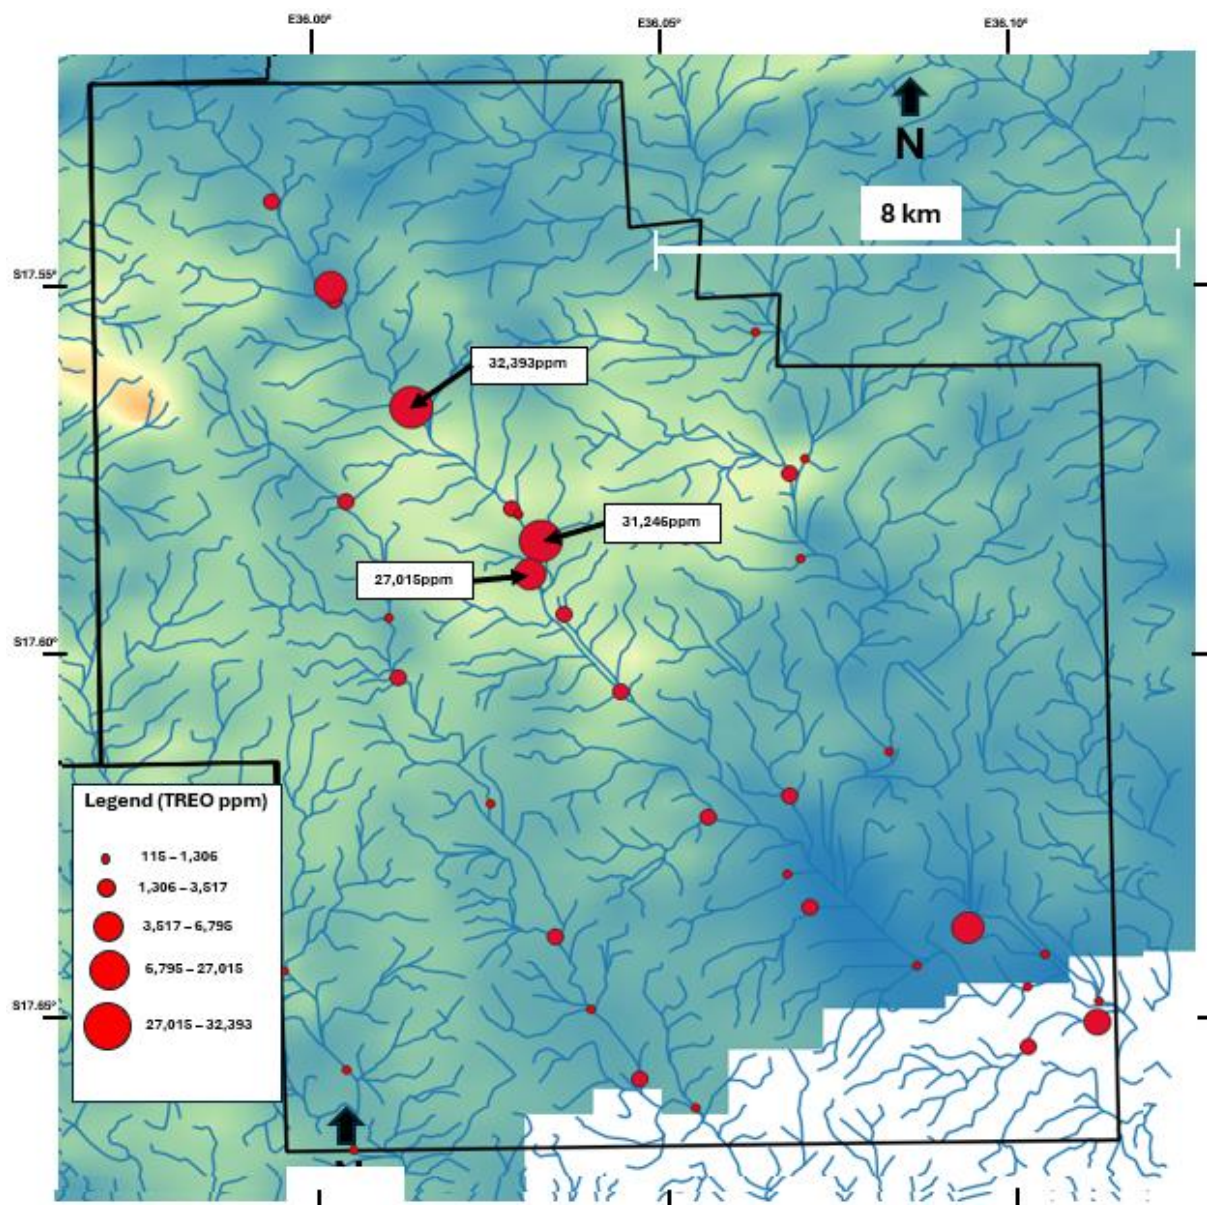 E36.00°
E36.05°
E36.10°
N
8 km
S17.55°
32,393ppm
31,246ppm
27,015ppm
S17.60°
Legend (TREO ppm)
115 – 1,306
1,306 – 3,517
3,517 – 6,795
6,795 – 27,015
27,015 – 32,393
S17.65°